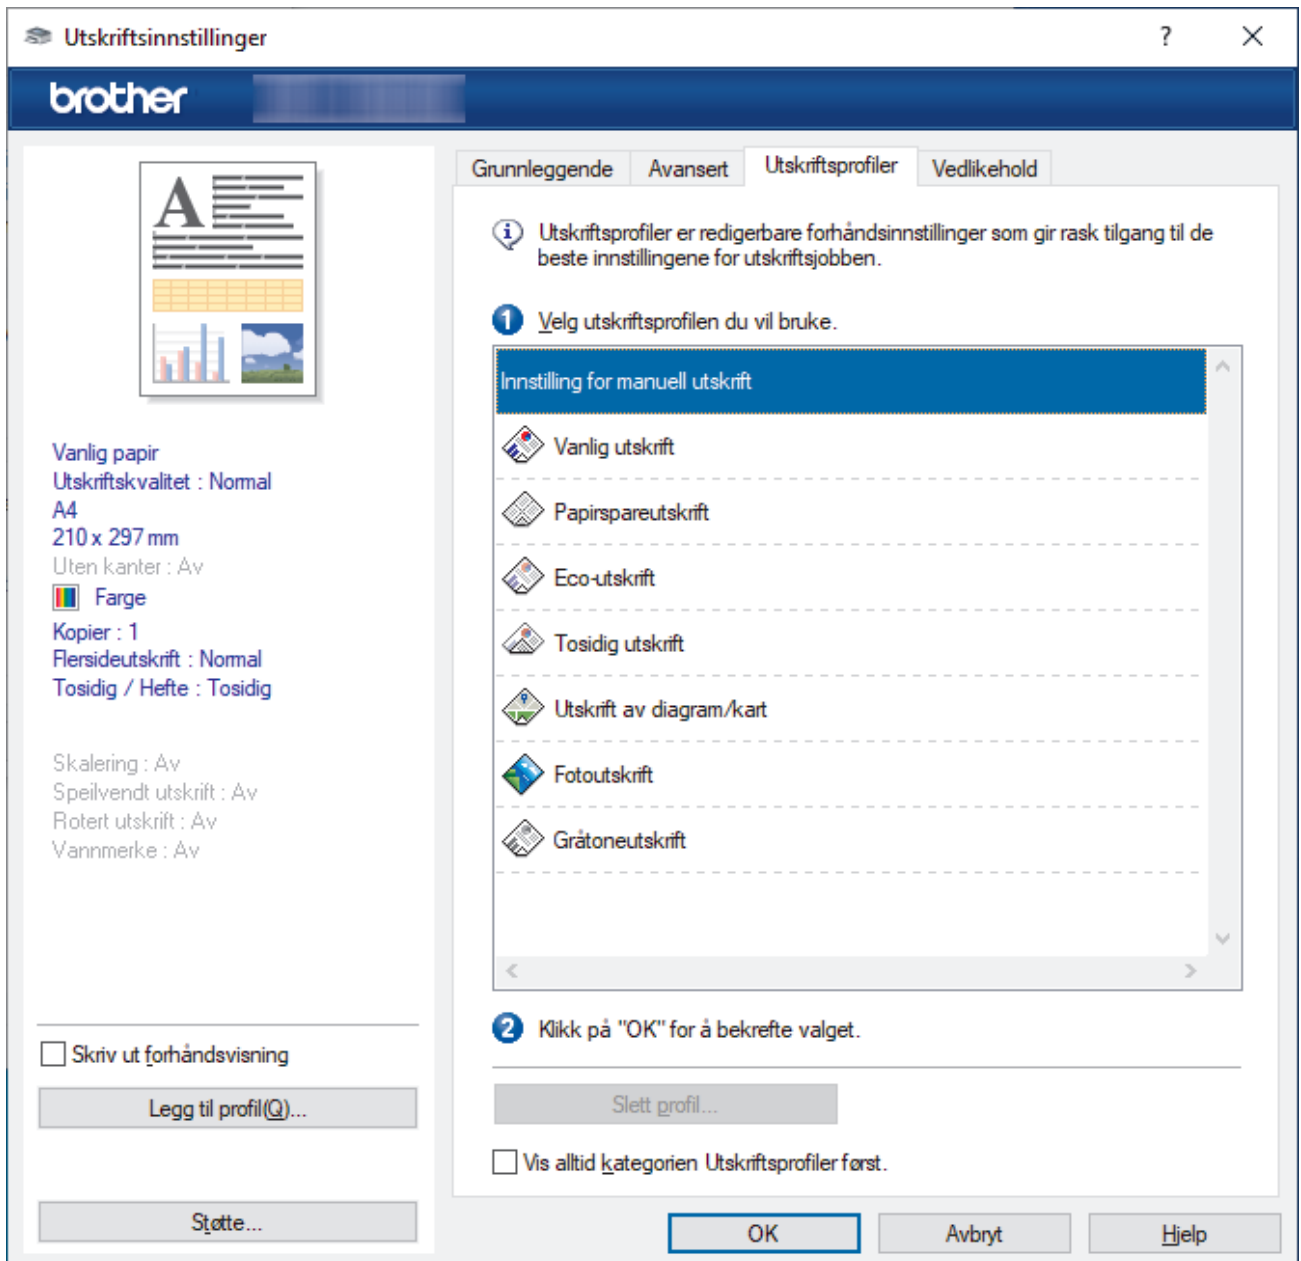 Utskriftsinnstillinger
?
brother
Grunnleggende
Avansert
Utskriftsprofiler
Vedlikehold
A
Vanlig papir
Utskriftskvalitet : Normal
A4
210 x 297 mm
Uten kanter : Av
Farge
Kopier : 1
Flersideutskrift : Normal
Tosidig / Hefte : Tosidig
Skalering : Av
Speilvendt utskrift : Av
Rotert utskrift : Av
Vannmerke : Av
Skriv ut forhåndsvisning
Legg til profil(Q)...
Støtte...
Utskriftsprofiler er redigerbare forhåndsinnstillinger som gir rask tilgang til de
beste innstillingene for utskriftsjobben.
1 Velg utskriftsprofilen du vil bruke.
Innstilling for manuell utskrift
Vanlig utskrift
Papirspareutskrift
Eco-utskrift
Tosidig utskrift
Utskrift av diagram/kart
Fotoutskrift
Gråtoneutskrift
2 Klikk på "OK" for å bekrefte valget.
Slett profil...
Vis alltid kategorien Utskriftsprofiler først.
OK
Avbryt
Hjelp